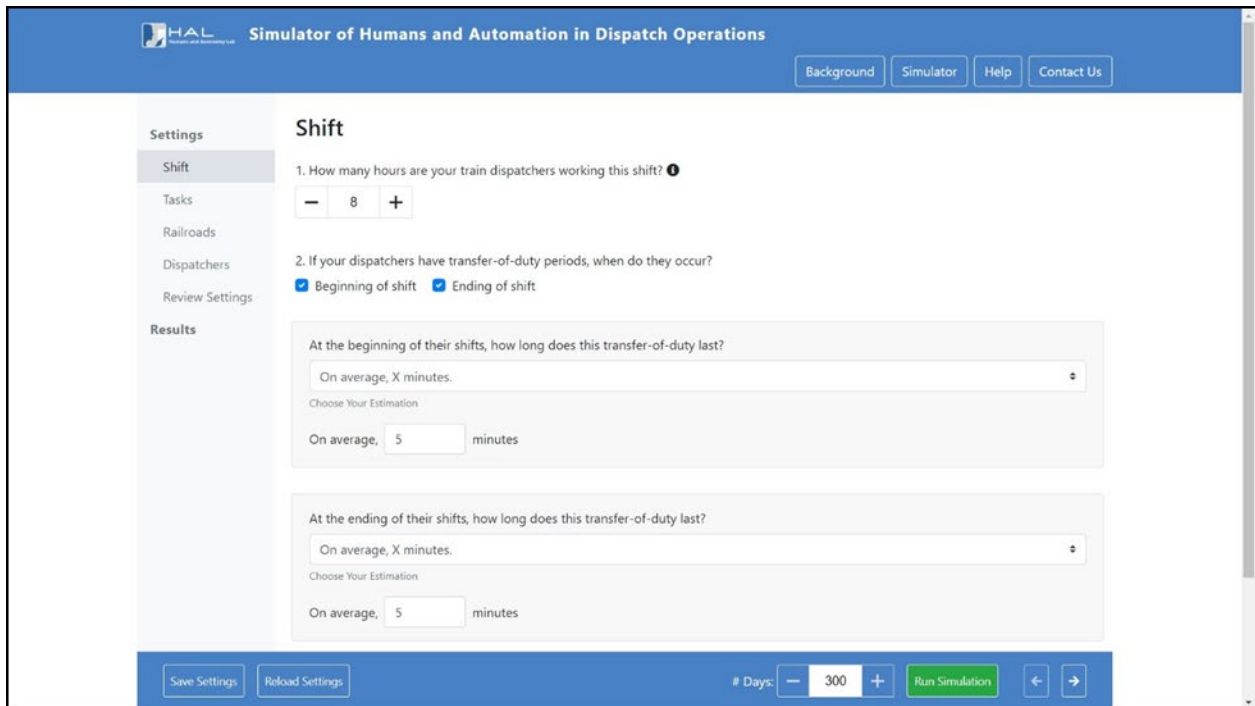 HAL
Simulator of Humans and Automation in Dispatch Operations
Humans and Autonomy Lab
Background
Simulator
Help
Contact Us
Settings
Shift
Tasks
Railroads
Dispatchers
Review Settings
Results
Shift
1. How many hours are your train dispatchers working this shift?
− 8 +
2. If your dispatchers have transfer-of-duty periods, when do they occur?
Beginning of shift
Ending of shift
At the beginning of their shifts, how long does this transfer-of-duty last?
On average, X minutes.
Choose Your Estimation
On average, 5 minutes
At the ending of their shifts, how long does this transfer-of-duty last?
On average, X minutes.
Choose Your Estimation
On average, 5 minutes
Save Settings
Reload Settings
# Days: − 300 +
Run Simulation
← →